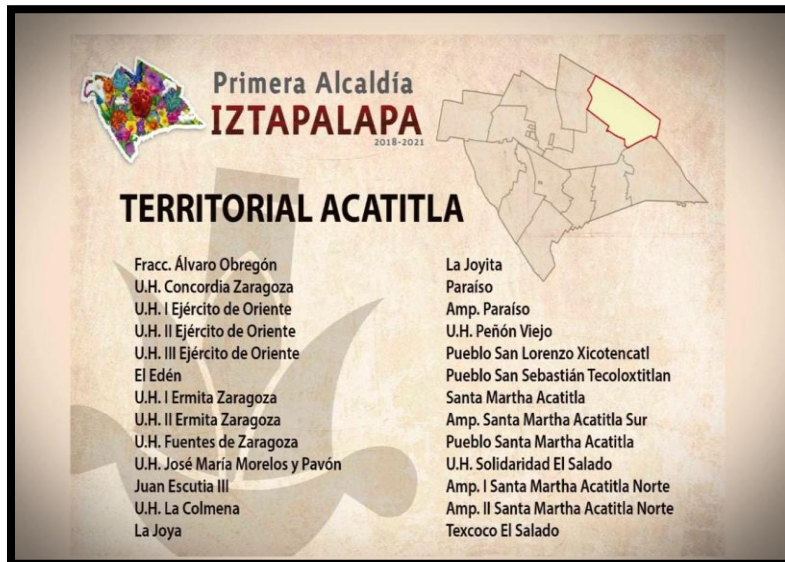 Primera Alcaldía
IZTAPALAPA
2018-2021
TERRITORIAL ACATITLA
Fracc. Álvaro Obregón
U.H. Concordia Zaragoza
U.H. I Ejército de Oriente
U.H. II Ejército de Oriente
U.H. III Ejército de Oriente
El Edén
U.H. I Ermita Zaragoza
U.H. II Ermita Zaragoza
U.H. Fuentes de Zaragoza
U.H. José María Morelos y Pavón
Juan Escutia III
U.H. La Colmena
La Joya
La Joyita
Paraíso
Amp. Paraíso
U.H. Peñón Viejo
Pueblo San Lorenzo Xicotencatl
Pueblo San Sebastián Tecoloxtitlan
Santa Martha Acatitla
Amp. Santa Martha Acatitla Sur
Pueblo Santa Martha Acatitla
U.H. Solidaridad El Salado
Amp. I Santa Martha Acatitla Norte
Amp. II Santa Martha Acatitla Norte
Texcoco El Salado